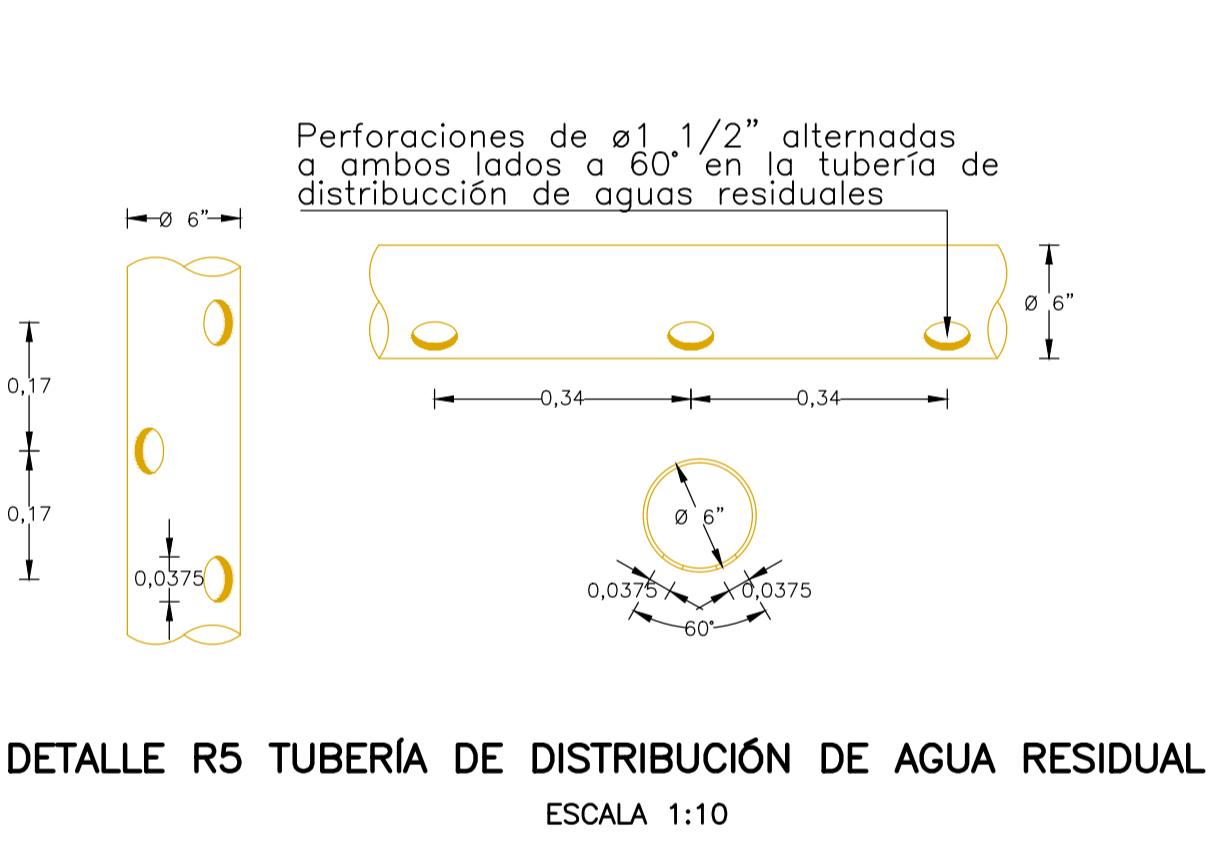 Perforaciones de ø1 1/2" alternadas
a ambos lados a 60° en la tubería de
distribucción de aguas residuales
Ø 6"
Ø 6"
0,17
0,34
0,34
0,17
Ø 6"
0,0375
0,0375
0,0375
60°
DETALLE R5 TUBERÍA DE DISTRIBUCIÓN DE AGUA RESIDUAL
ESCALA 1:10